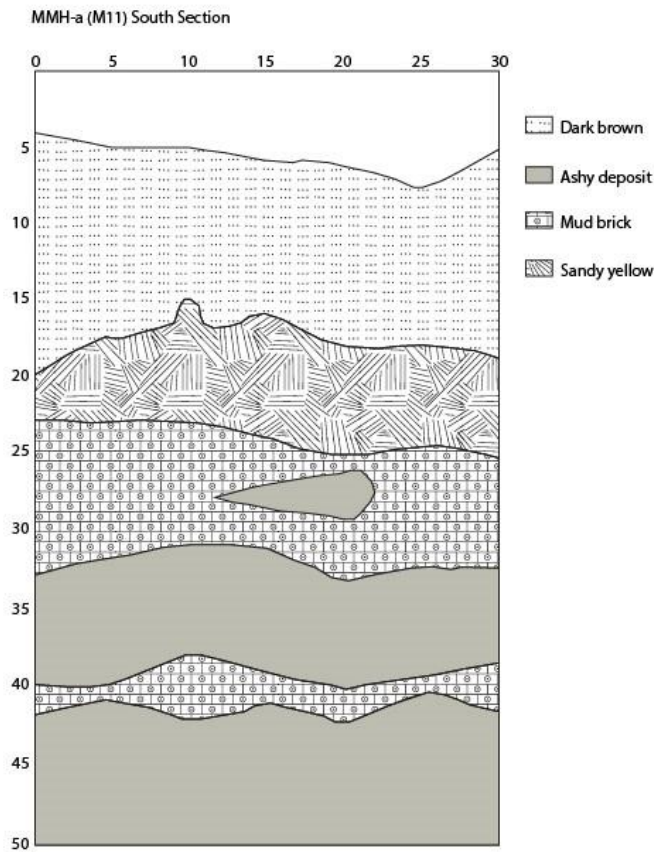 MMH-a (M11) South Section
0 5 10 15 20 25 30
5
10
15
20
25
30
35
40
45
50
Dark brown
Ashy deposit
Mud brick
Sandy yellow